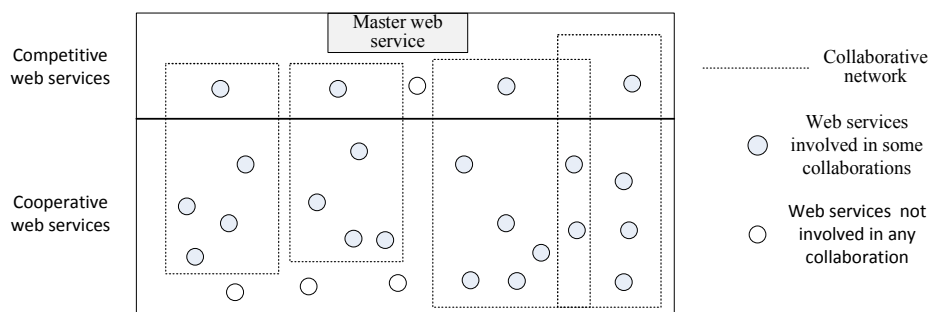 Master web
service
Competitive
web services
Cooperative
web services
Collaborative
network
Web services
involved in some
collaborations
Web services not
involved in any
collaboration